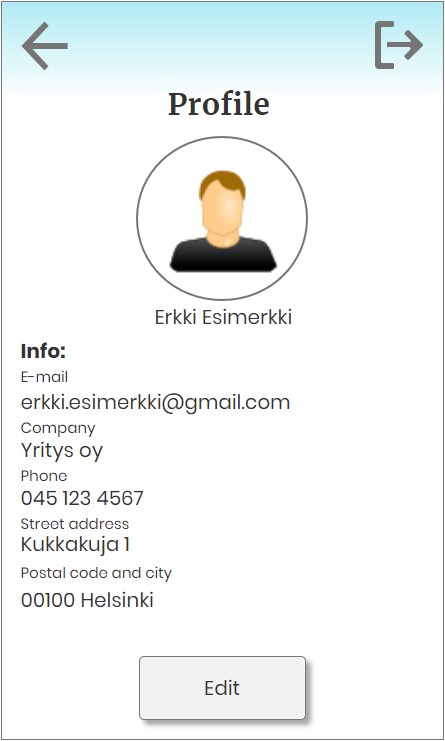 Profile
Erkki Esimerkki
Info:
E-mail
erkki.esimerkki@gmail.com
Company
Yritys oy
Phone
045 123 4567
Street address
Kukkakuja 1
Postal code and city
00100 Helsinki
Edit